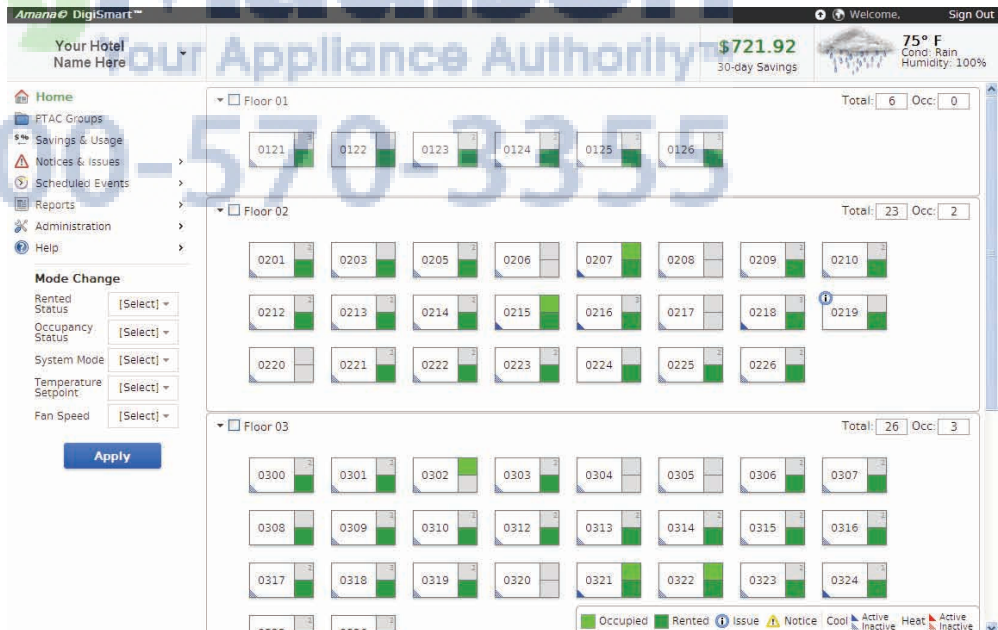 Amana® DigiSmart™
Welcome,
Sign Out
Your Hotel
Name Here
Your Appliance Authority™
$721.92
30-day Savings
75° F
Cond: Rain
Humidity: 100%
Home
PTAC Groups
Savings & Usage
Notices & Issues
Scheduled Events
Reports
Administration
Help
Mode Change
Rented Status [Select]
Occupancy Status [Select]
System Mode [Select]
Temperature Setpoint [Select]
Fan Speed [Select]
Apply
00-570-3355
Floor 01 Total: 6 Occ: 0
0121 0122 0123 0124 0125 0126
Floor 02 Total: 23 Occ: 2
0201 0203 0205 0206 0207 0208 0209 0210
0212 0213 0214 0215 0216 0217 0218 0219
0220 0221 0222 0223 0224 0225 0226
Floor 03 Total: 26 Occ: 3
0300 0301 0302 0303 0304 0305 0306 0307
0308 0309 0310 0312 0313 0314 0315 0316
0317 0318 0319 0320 0321 0322 0323 0324
Occupied Rented Issue Notice Cool Active Inactive Heat Active Inactive